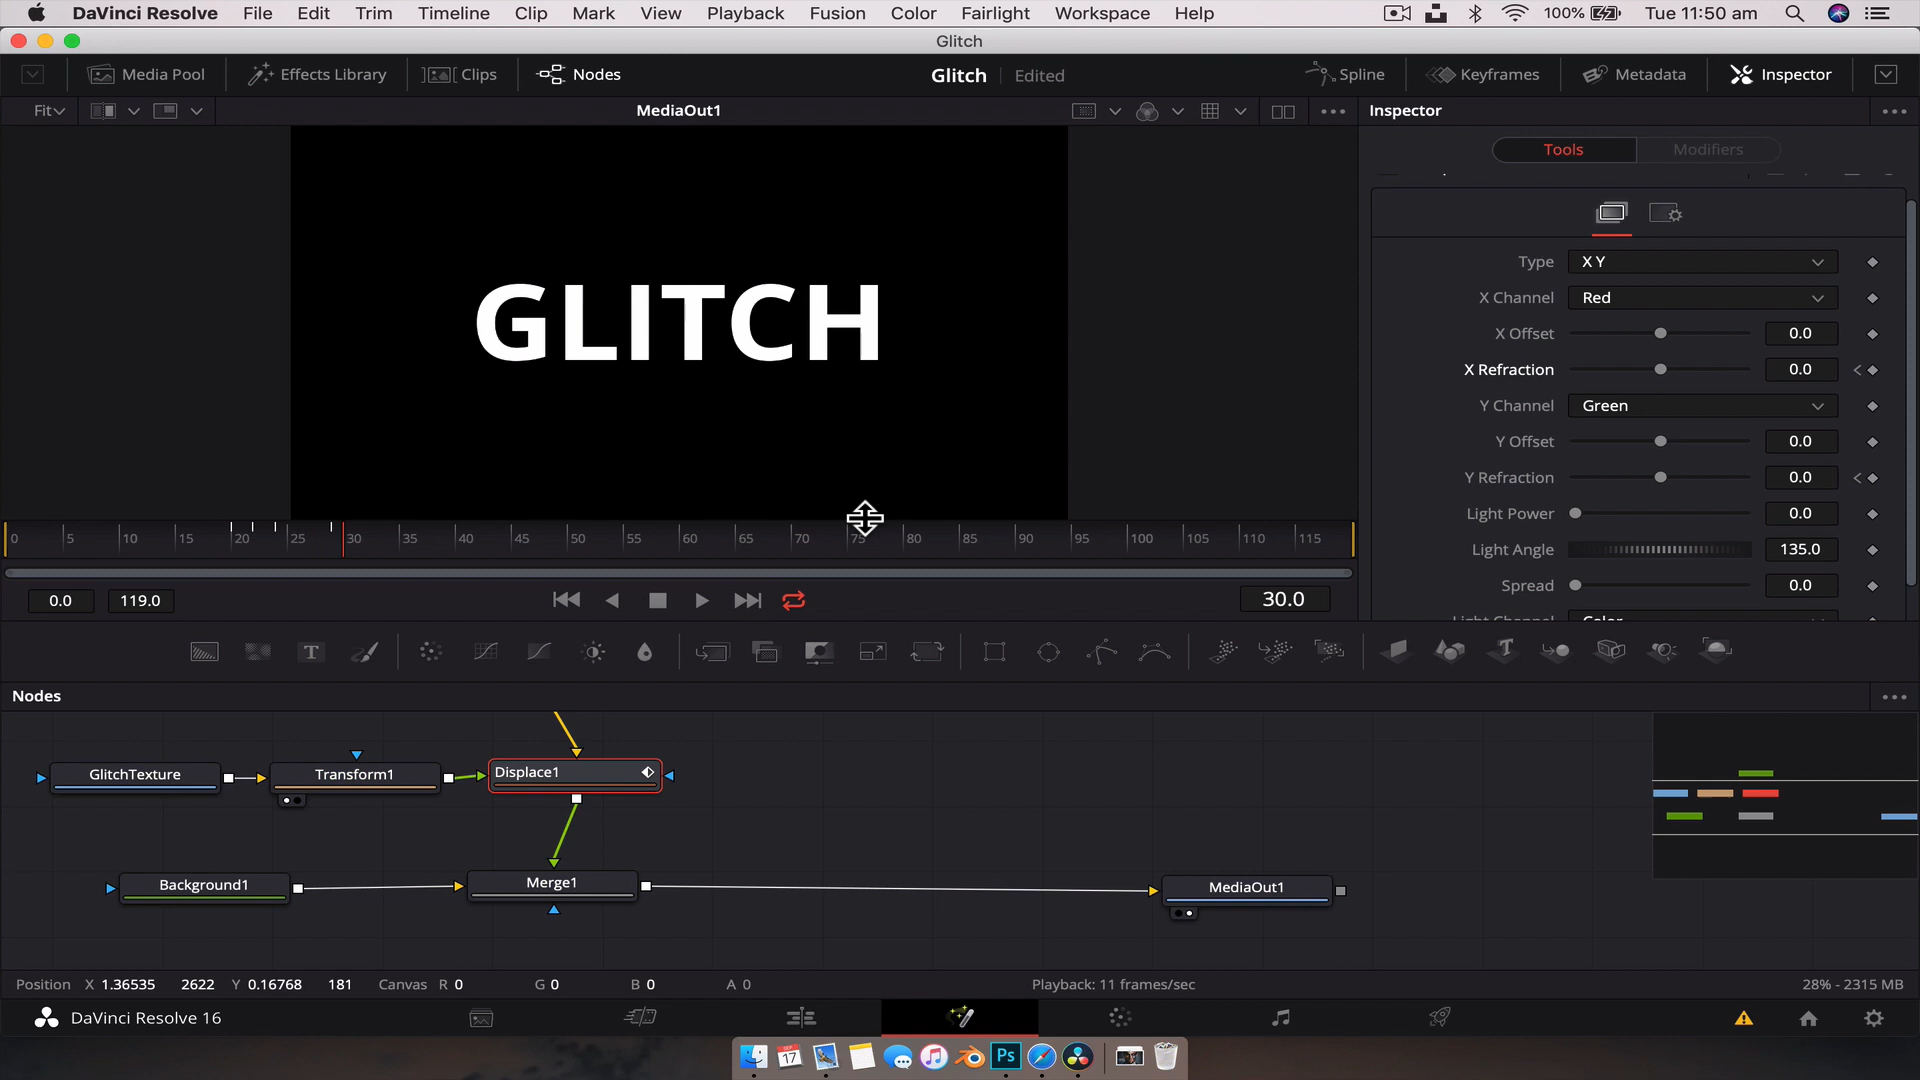 DaVinci Resolve File Edit Trim Timeline Clip Mark View Playback Fusion Color Fairlight Workspace Help 100% Tue 11:50 am
Glitch
Media Pool Effects Library Clips Nodes Glitch Edited Spline Keyframes Metadata Inspector
Fit MediaOut1 Inspector
Tools Modifiers
GLITCH
Type X Y
X Channel Red
X Offset 0.0
X Refraction 0.0
Y Channel Green
Y Offset 0.0
Y Refraction 0.0
Light Power 0.0
Light Angle 135.0
Spread 0.0
0 5 10 15 20 25 30 35 40 45 50 55 60 65 70 75 80 85 90 95 100 105 110 115
0.0 119.0 30.0
Nodes
GlitchTexture Transform1 Displace1
Background1 Merge1 MediaOut1
Position X 1.36535 2622 Y 0.16768 181 Canvas R 0 G 0 B 0 A 0 Playback: 11 frames/sec 28% - 2315 MB
DaVinci Resolve 16
SEP
17
Ps